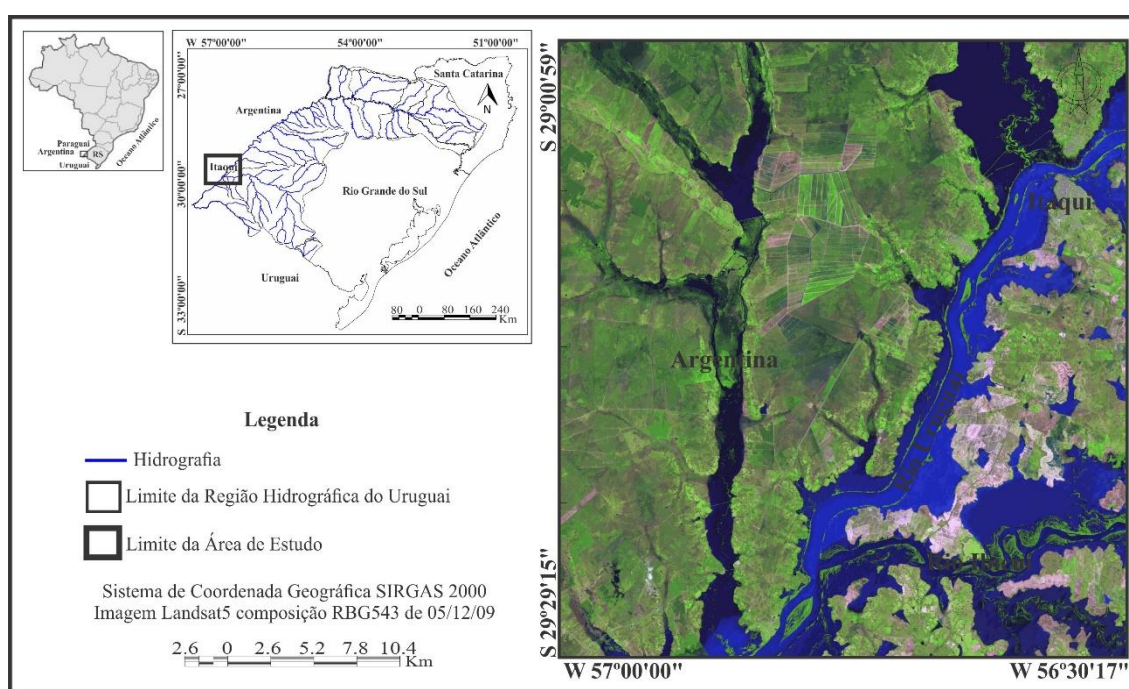 Paraguai
Argentina
RS
Uruguai
Oceano Atlântico
W 57°00'00"
54°00'00"
51°00'00"
27°00'00"
30°00'00"
S 33°00'00"
Santa Catarina
N
Argentina
Itaqui
Rio Grande do Sul
Oceano Atlântico
Uruguai
80 0 80 160 240
Km
Legenda
Hidrografia
Limite da Região Hidrográfica do Uruguai
Limite da Área de Estudo
Sistema de Coordenada Geográfica SIRGAS 2000
Imagem Landsat5 composição RBG543 de 05/12/09
2.6 0 2.6 5.2 7.8 10.4
Km
S 29°00'59"
S 29°29'15"
Itaqui
Argentina
Rio Uruguai
W 57°00'00"
W 56°30'17"